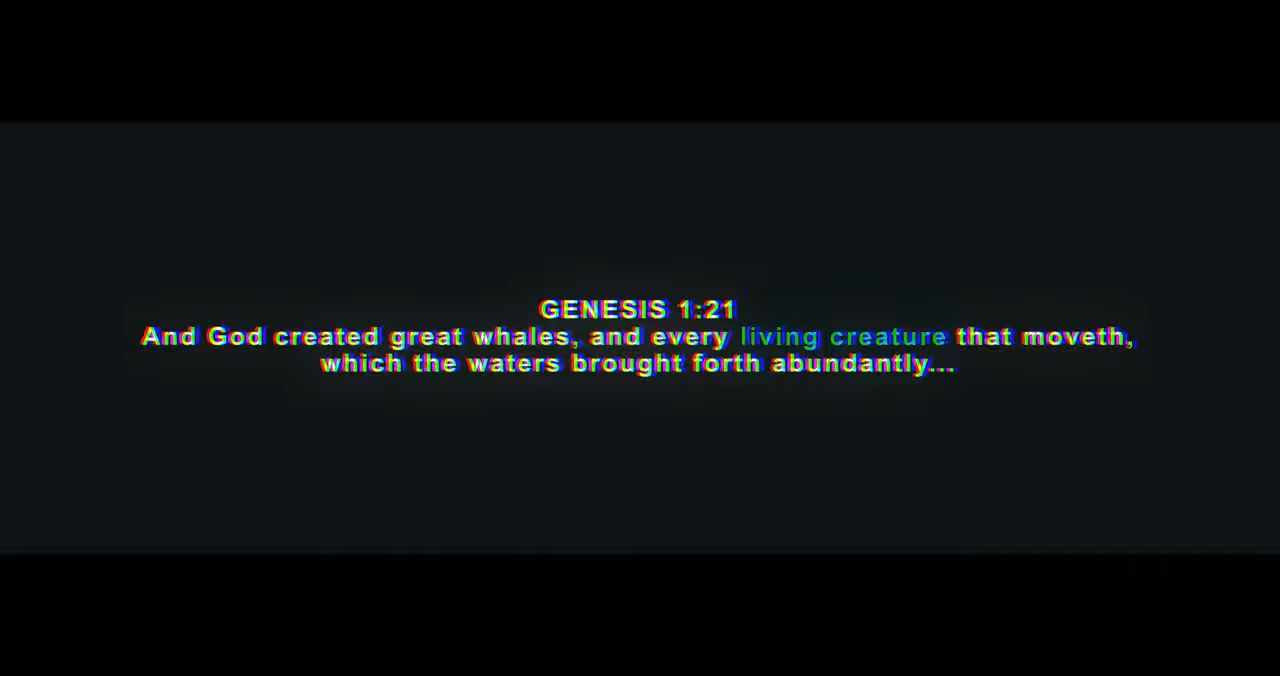 GENESIS 1:21
And God created great whales, and every living creature that moveth,
which the waters brought forth abundantly...